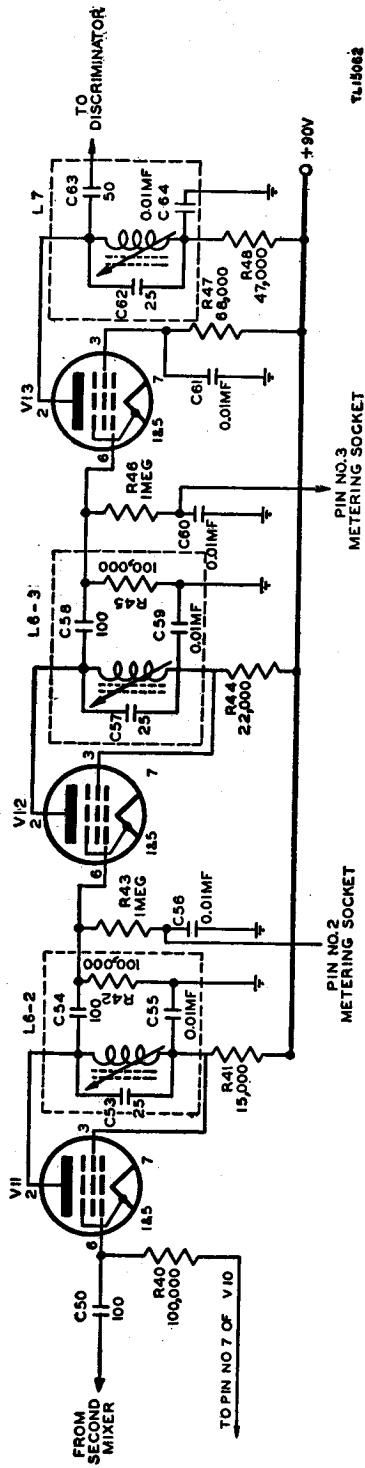 FROM
SECOND
MIXER
C50
100
R40
100,000
TO PIN NO 7 OF V10
V11
2
3
6
7
1&5
L6-2
C54
100
C53
25
R42
100,000
C55
0.01MF
R41
15,000
R43
1MEG
C56
0.01MF
PIN NO.2
METERING SOCKET
V12
2
3
6
7
1&5
L6-3
C58
100
C57
25
R45
100,000
C59
0.01MF
R44
22,000
R46
1MEG
C60
0.01MF
PIN NO.3
METERING SOCKET
V13
2
3
6
7
1&5
C61
0.01MF
R47
68,000
L7
C63
50
C62
25
0.01MF
C64
R48
47,000
TO
DISCRIMINATOR
+90V
TL15062